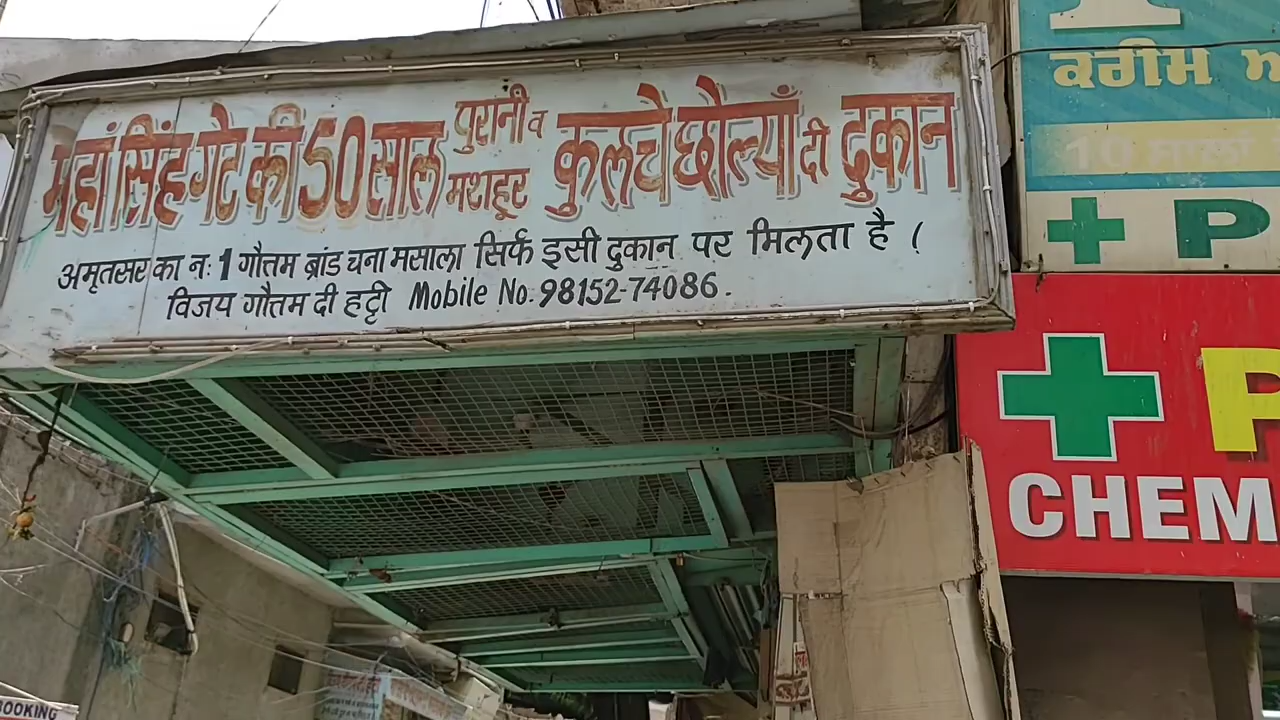 महां सिंह गेट की 50 साल पुरानी व मशहूर कुलचे छोल्याँ दी दुकान
अमृतसर का नः 1 गौत्तम ब्रांड चना मसाला सिर्फ इसी दुकान पर मिलता है (
विजय गौत्तम दी हट्टी Mobile No. 98152-74086.
ਕਰੀਮ
10 ਸਾਲਾਂ
P
P
CHEM
BOOKING